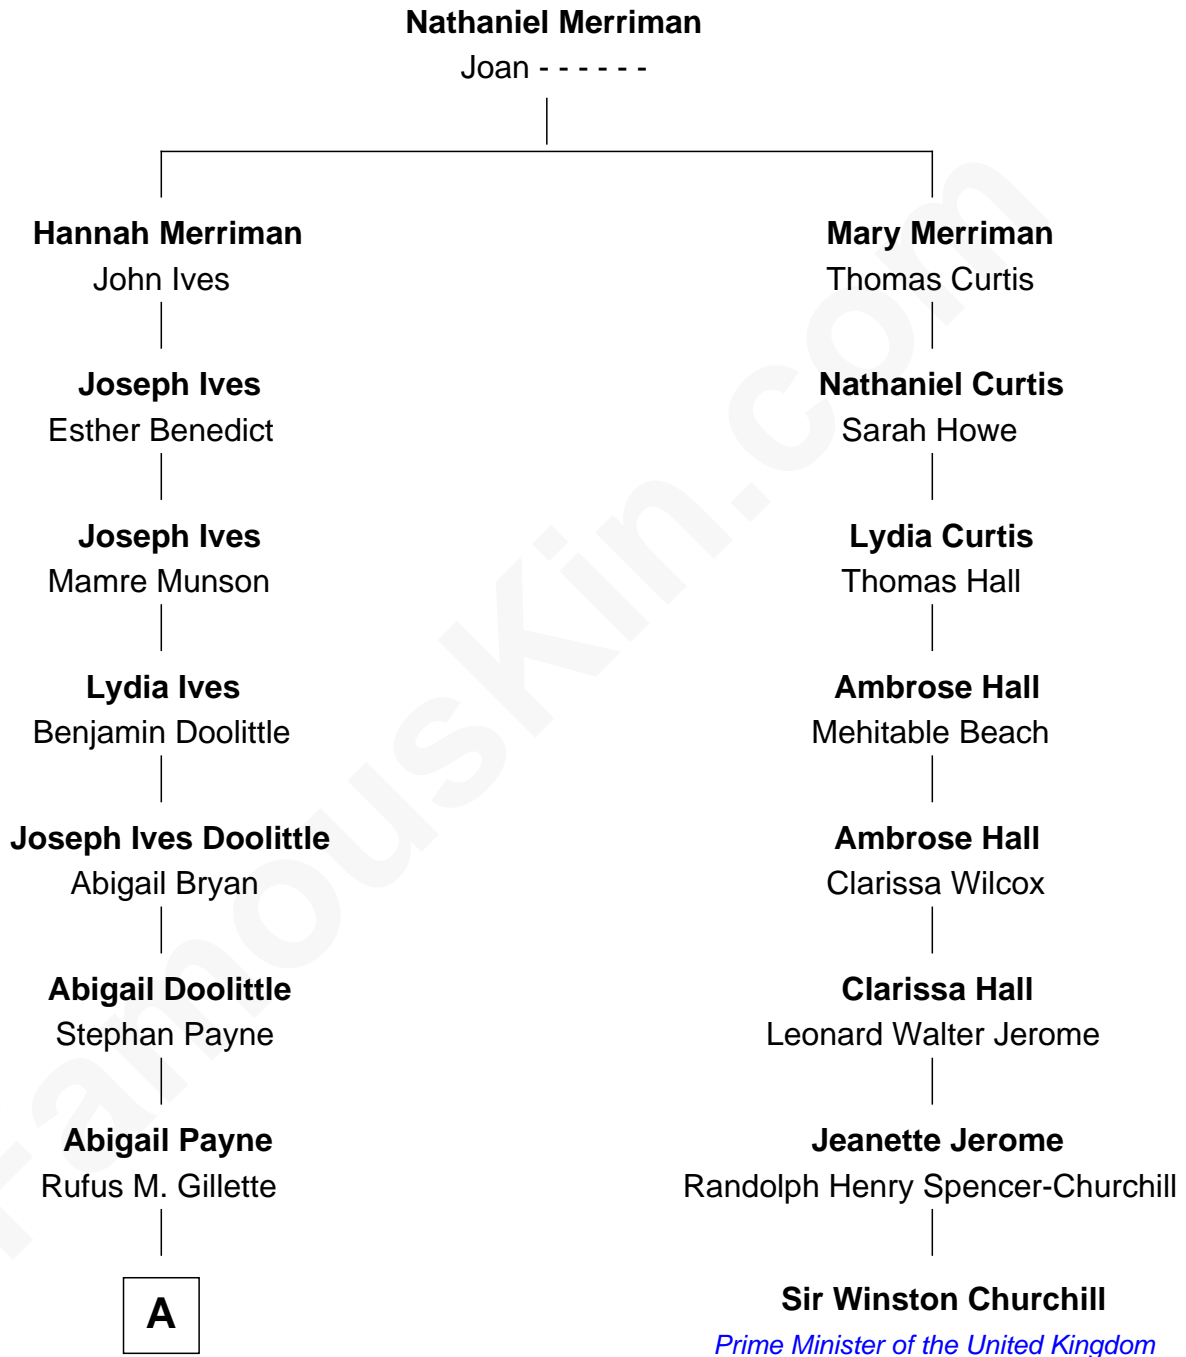 Nathaniel Merriman
Joan - - - - - -
Hannah Merriman
John Ives
Joseph Ives
Esther Benedict
Joseph Ives
Mamre Munson
Lydia Ives
Benjamin Doolittle
Joseph Ives Doolittle
Abigail Bryan
Abigail Doolittle
Stephan Payne
Abigail Payne
Rufus M. Gillette
A
Mary Merriman
Thomas Curtis
Nathaniel Curtis
Sarah Howe
Lydia Curtis
Thomas Hall
Ambrose Hall
Mehitable Beach
Ambrose Hall
Clarissa Wilcox
Clarissa Hall
Leonard Walter Jerome
Jeanette Jerome
Randolph Henry Spencer-Churchill
Sir Winston Churchill
Prime Minister of the United Kingdom
FamousKin.com